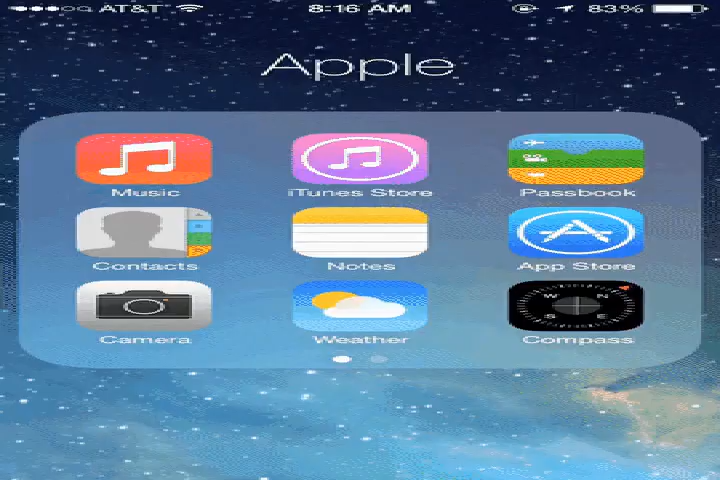 AT&T 8:16 AM 83%
Apple
Music iTunes Store Passbook
Contacts Notes App Store
Camera Weather Compass
W N
S E